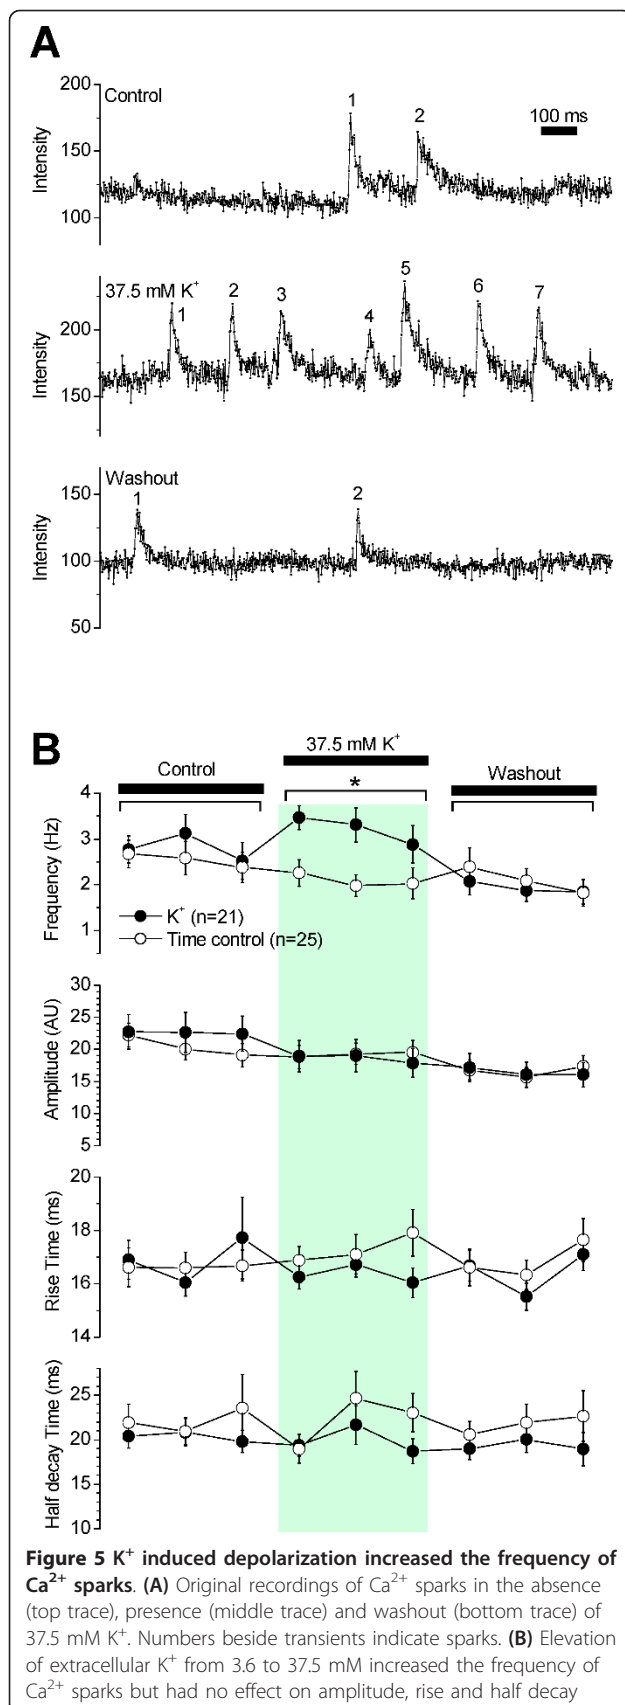 A
200
Control
1
2
100 ms
150
100
Intensity
37.5 mM K⁺
1
2
3
4
5
6
7
200
150
Intensity
Washout
1
2
150
100
50
Intensity
B
37.5 mM K⁺
Control
Washout
*
4
3
2
1
Frequency (Hz)
K⁺ (n=21)
Time control (n=25)
30
25
20
15
10
5
Amplitude (AU)
20
18
16
14
Rise Time (ms)
25
20
15
10
Half decay Time (ms)
Figure 5 K⁺ induced depolarization increased the frequency of
Ca²⁺ sparks. (A) Original recordings of Ca²⁺ sparks in the absence
(top trace), presence (middle trace) and washout (bottom trace) of
37.5 mM K⁺. Numbers beside transients indicate sparks. (B) Elevation
of extracellular K⁺ from 3.6 to 37.5 mM increased the frequency of
Ca²⁺ sparks but had no effect on amplitude, rise and half decay